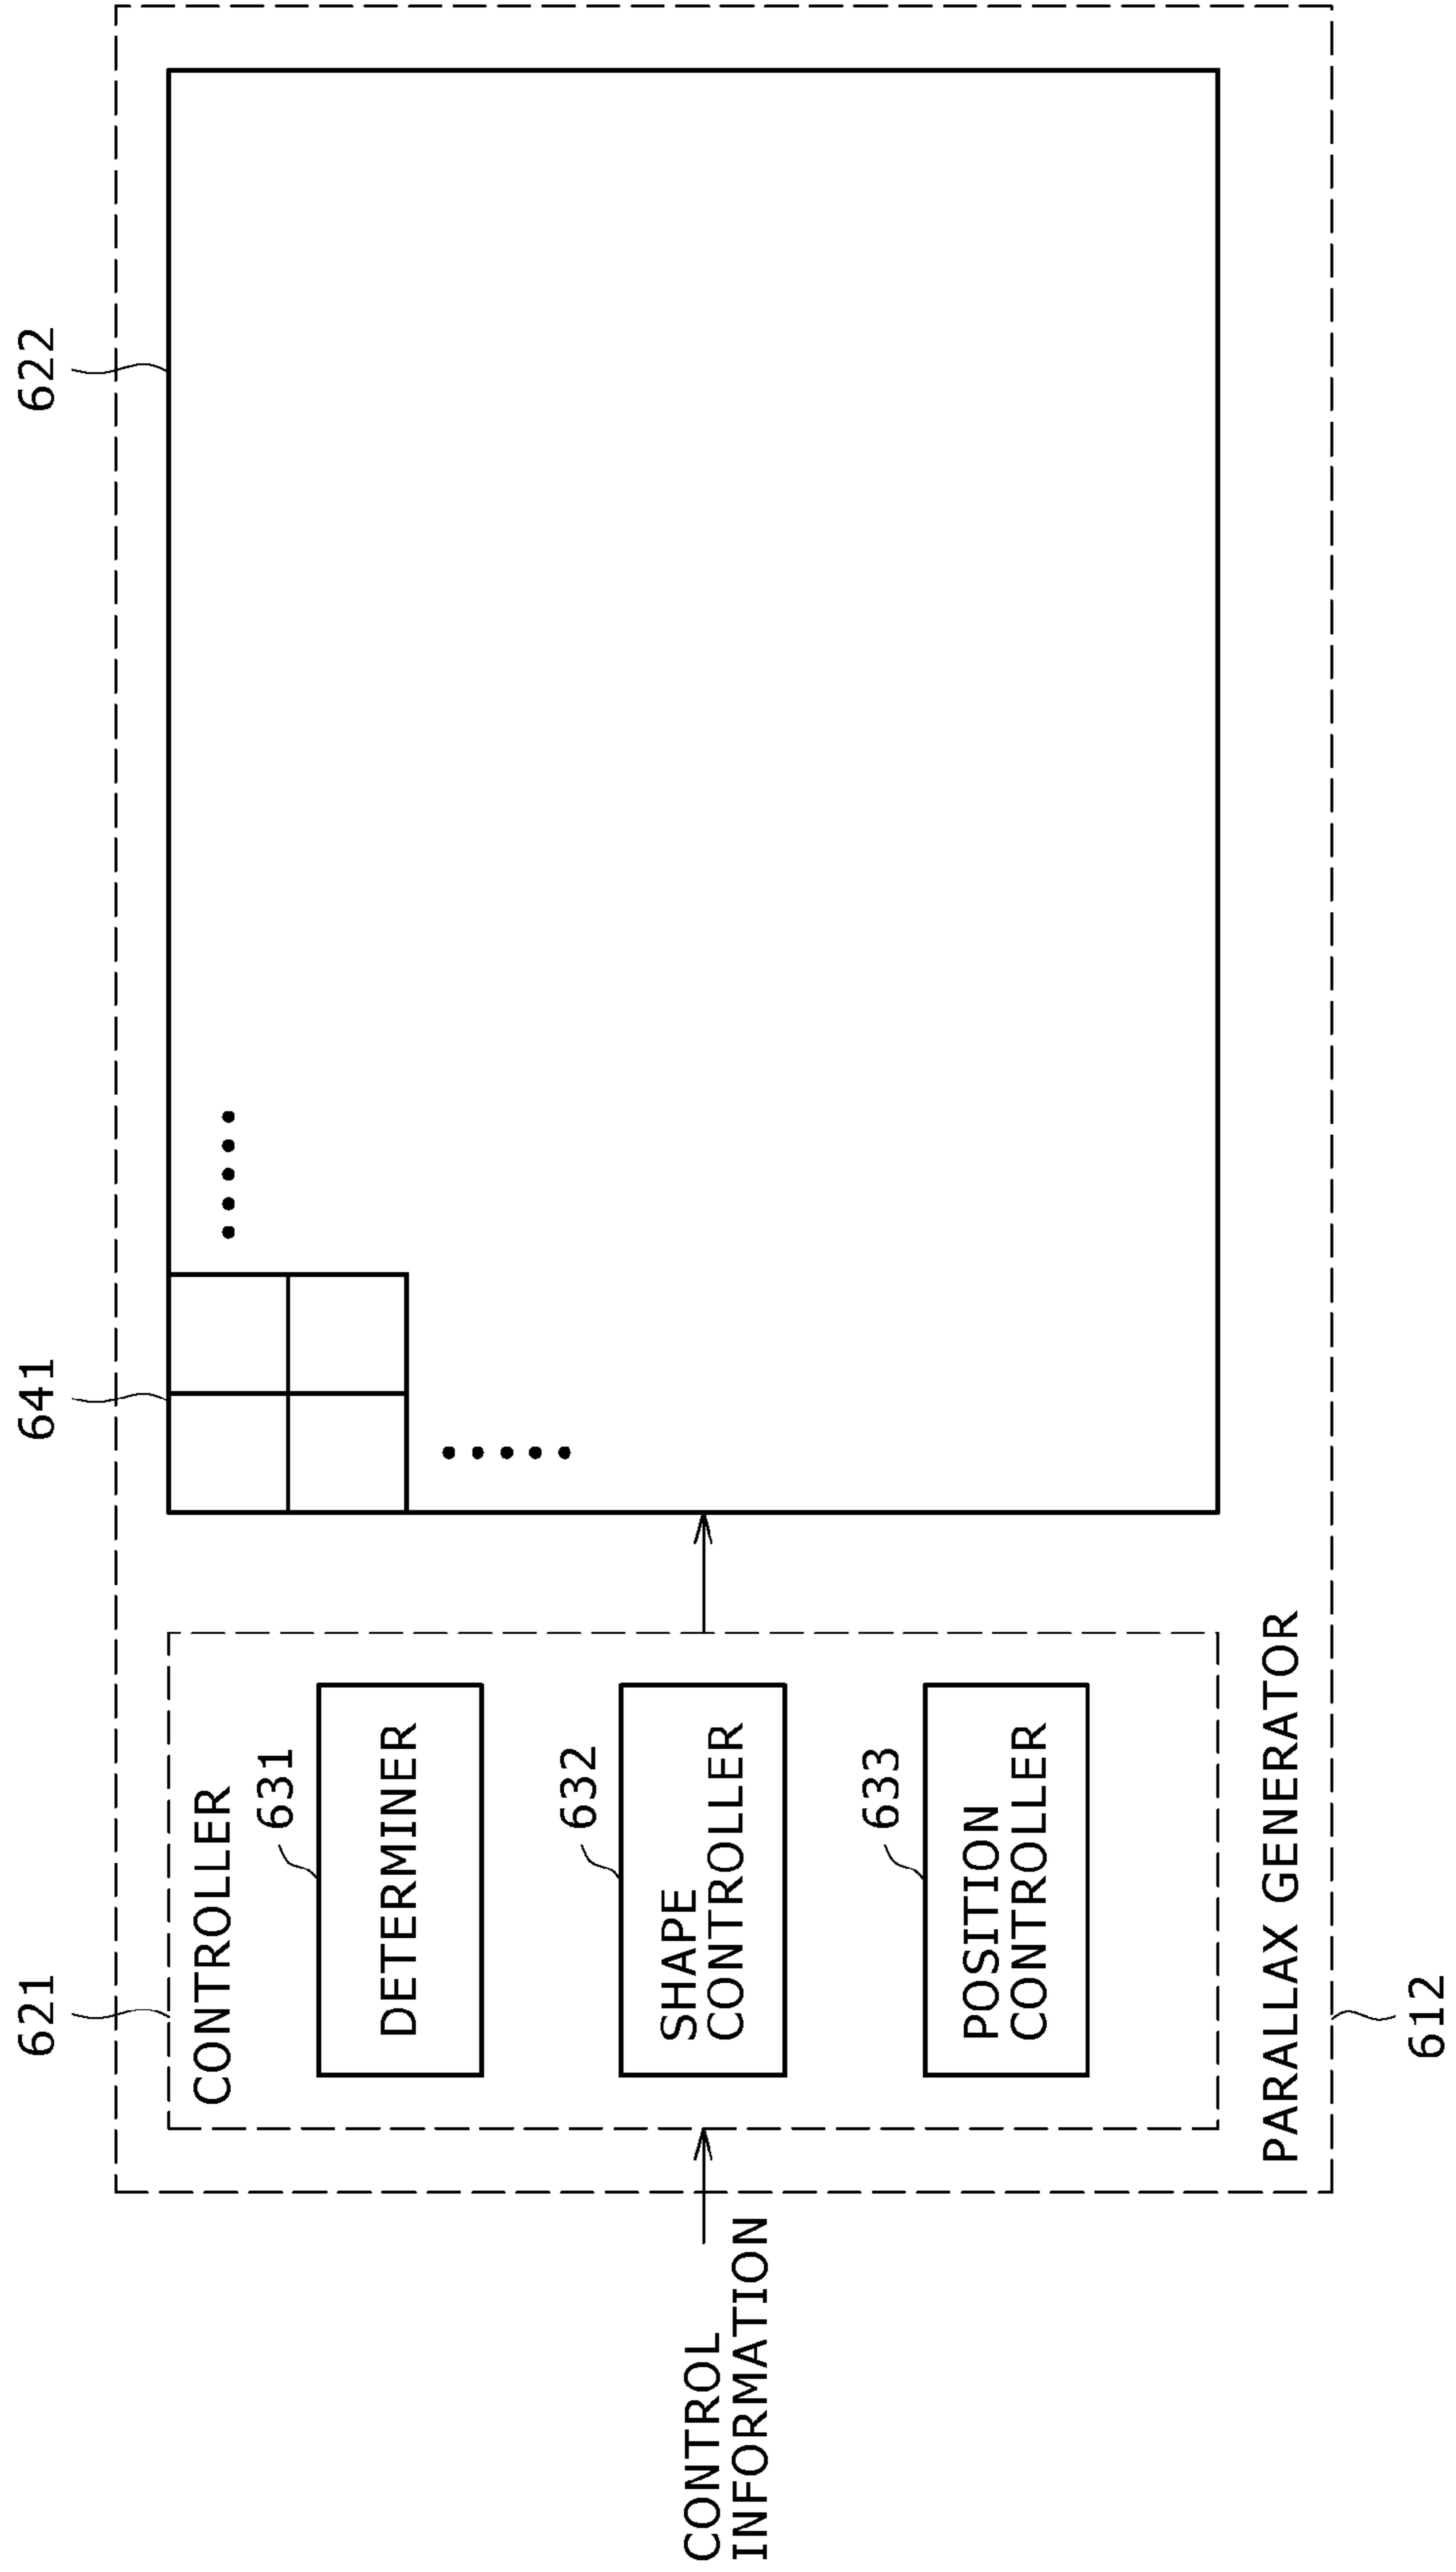 621
641
622
CONTROLLER
631
DETERMINER
632
SHAPE
CONTROLLER
CONTROL
INFORMATION
633
POSITION
CONTROLLER
PARALLAX GENERATOR
612